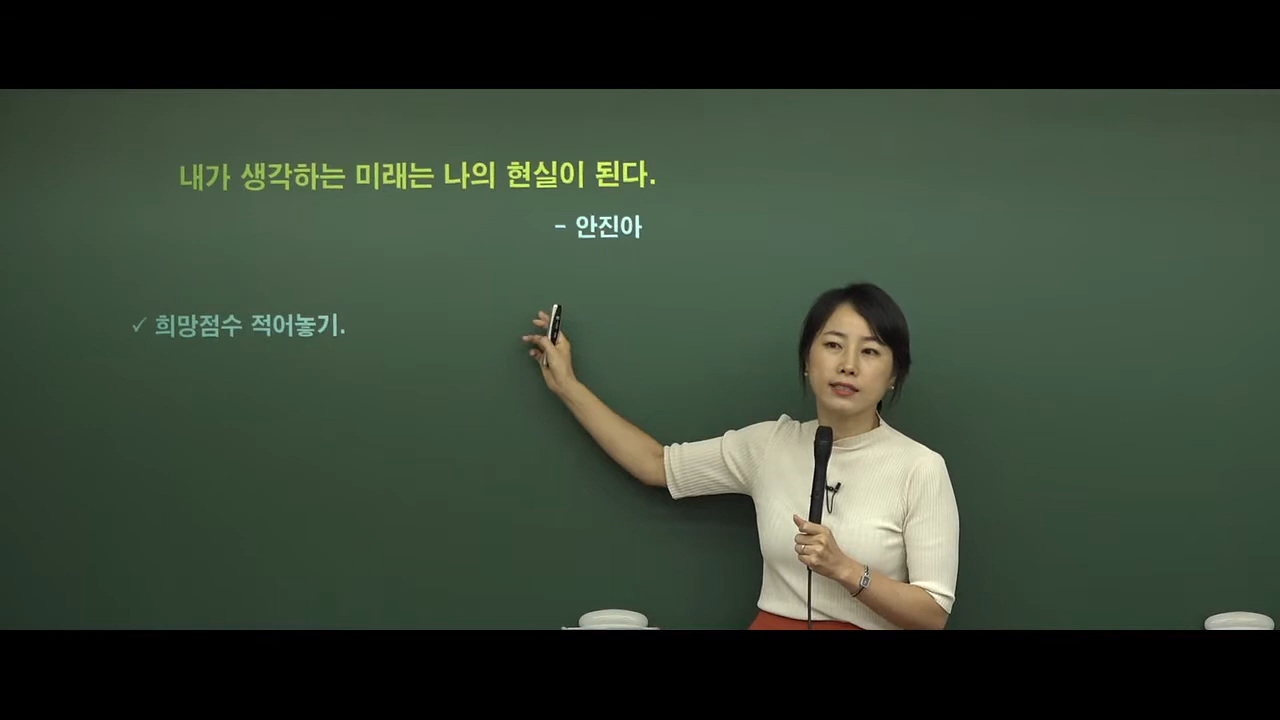 내가 생각하는 미래는 나의 현실이 된다.
- 안진아
✓ 희망점수 적어놓기.